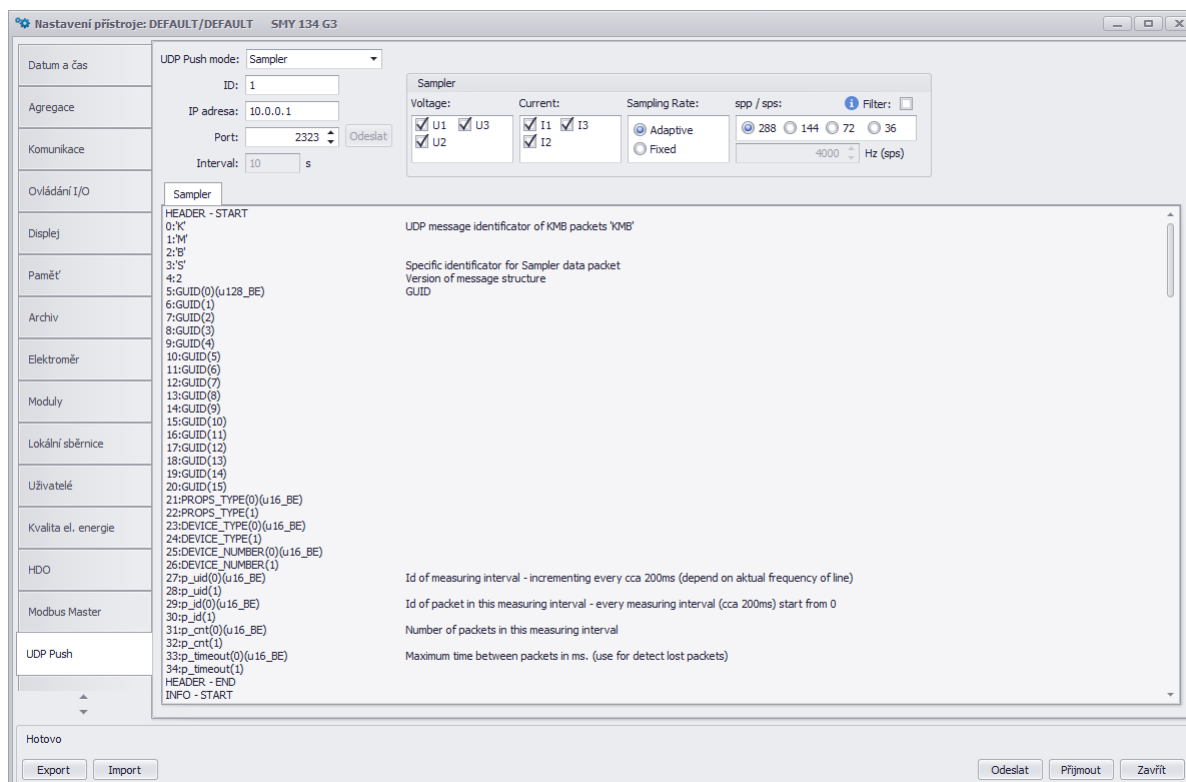 Nastavení přístroje: DEFAULT/DEFAULT SMY 134 G3
Datum a čas
Agregace
Komunikace
Ovládání I/O
Displej
Paměť
Archiv
Elektroměr
Moduly
Lokální sběrnice
Uživatelé
Kvalita el. energie
HDO
Modbus Master
UDP Push
UDP Push mode: Sampler
ID: 1
IP adresa: 10.0.0.1
Port: 2323 Odeslat
Interval: 10 s
Sampler
Voltage: Current: Sampling Rate: spp / sps: Filter:
U1 U3 I1 I3 Adaptive 288 144 72 36
U2 I2 Fixed 4000 Hz (sps)
Sampler
HEADER - START
0:'K' UDP message identificator of KMB packets 'KMB'
1:'M'
2:'B'
3:'S' Specific identificator for Sampler data packet
4:2 Version of message structure
5:GUID(0)(u128_BE) GUID
6:GUID(1)
7:GUID(2)
8:GUID(3)
9:GUID(4)
10:GUID(5)
11:GUID(6)
12:GUID(7)
13:GUID(8)
14:GUID(9)
15:GUID(10)
16:GUID(11)
17:GUID(12)
18:GUID(13)
19:GUID(14)
20:GUID(15)
21:PROPS_TYPE(0)(u16_BE)
22:PROPS_TYPE(1)
23:DEVICE_TYPE(0)(u16_BE)
24:DEVICE_TYPE(1)
25:DEVICE_NUMBER(0)(u16_BE)
26:DEVICE_NUMBER(1)
27:p_uid(0)(u16_BE) Id of measuring interval - incrementing every cca 200ms (depend on aktual frequency of line)
28:p_uid(1)
29:p_id(0)(u16_BE) Id of packet in this measuring interval - every measuring interval (cca 200ms) start from 0
30:p_id(1)
31:p_cnt(0)(u16_BE) Number of packets in this measuring interval
32:p_cnt(1)
33:p_timeout(0)(u16_BE) Maximum time between packets in ms. (use for detect lost packets)
34:p_timeout(1)
HEADER - END
INFO - START
Hotovo
Export Import Odeslat Přijmout Zavřít